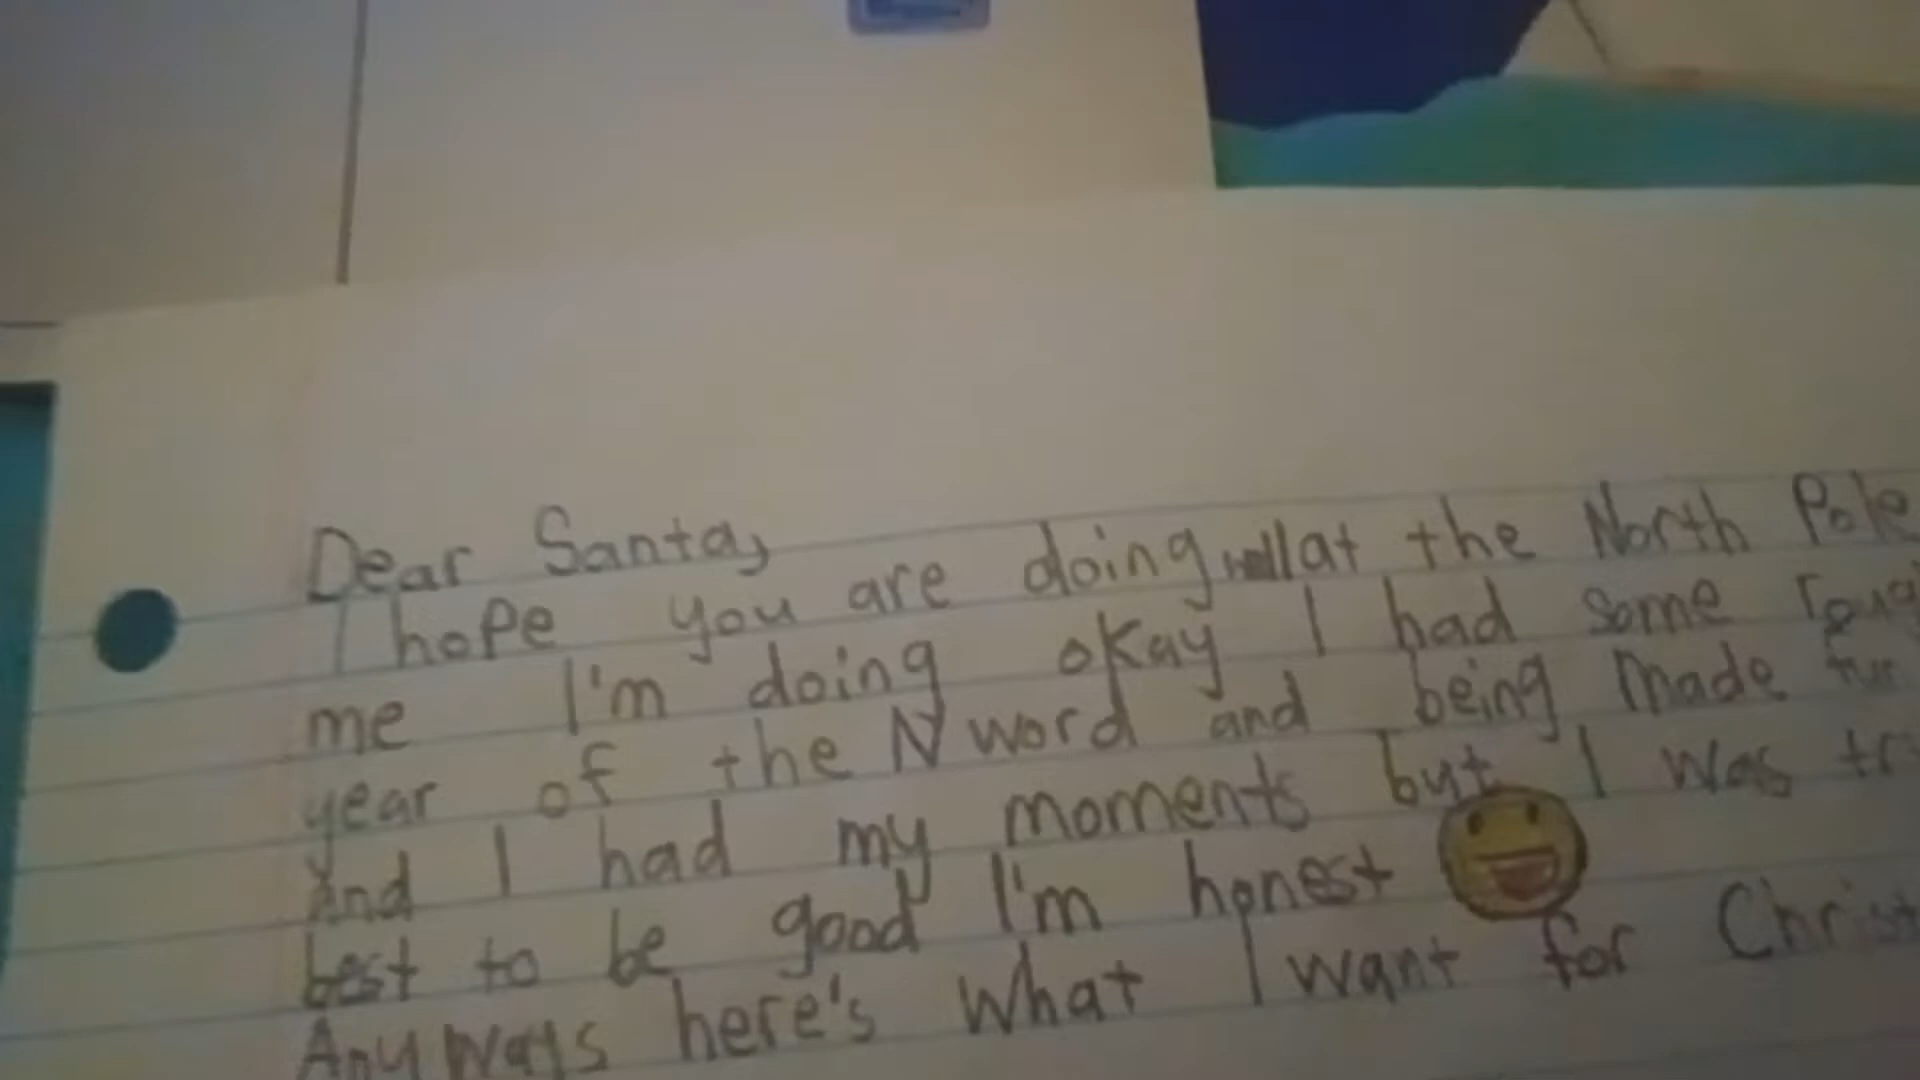 Dear Santa,
I hope you are doing well at the North Pole
me I'm doing okay I had some
year of the N word and being made fun
And I had my moments but I was
best to be good I'm honest
Anyways here's what I want for